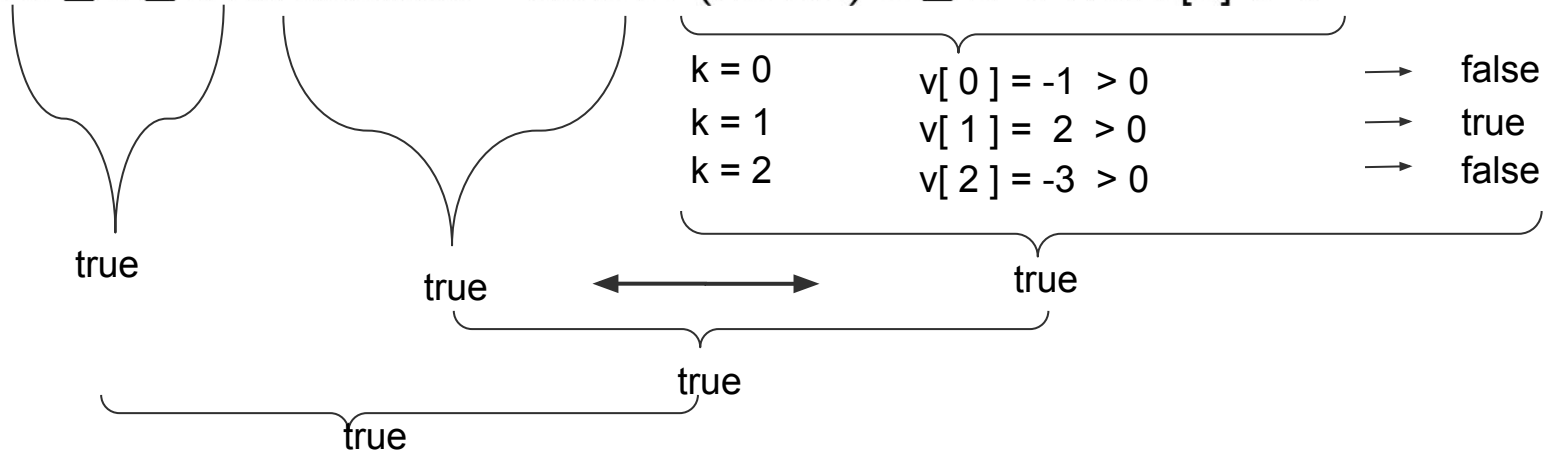 k = 0 v[ 0 ] = -1 > 0 → false
k = 1 v[ 1 ] = 2 > 0 → true
k = 2 v[ 2 ] = -3 > 0 → false
true
true ↔ true
true
true